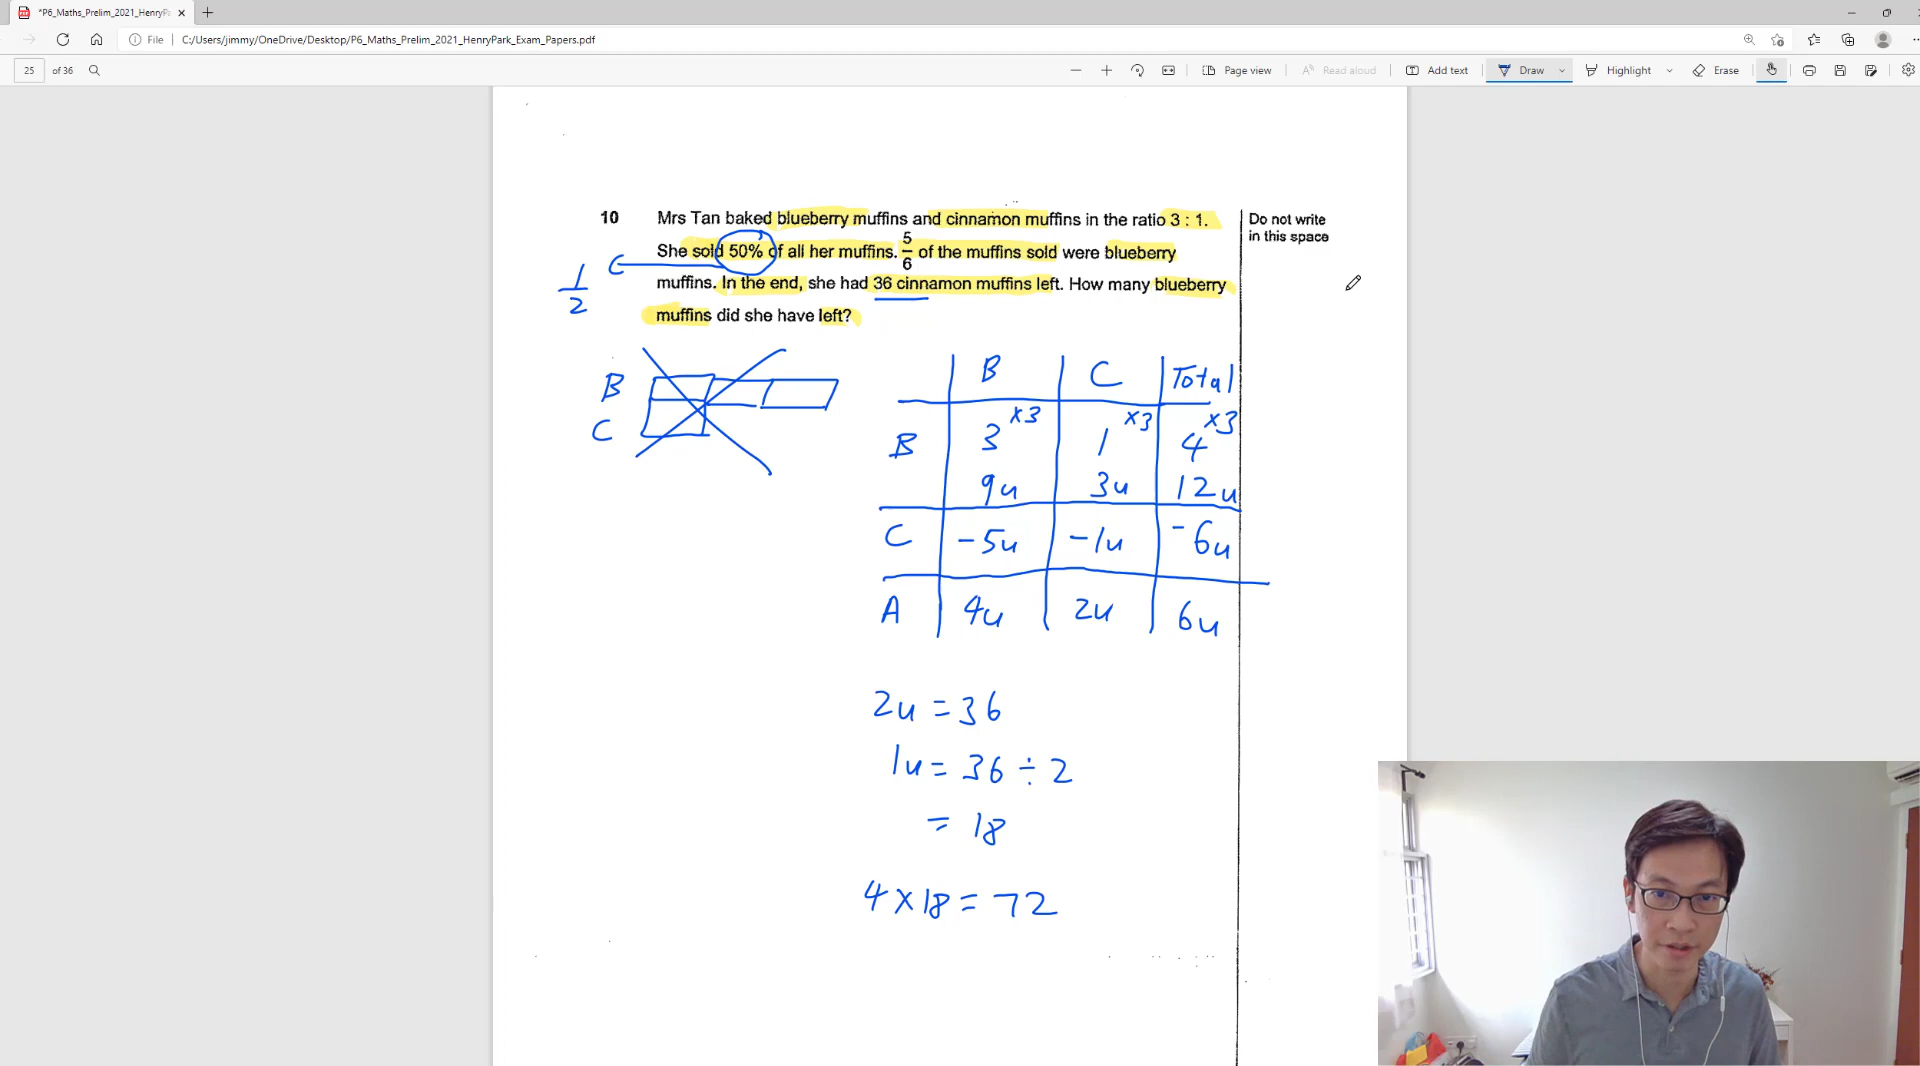 *P6_Maths_Prelim_2021_HenryPa
File C:/Users/jimmy/OneDrive/Desktop/P6_Maths_Prelim_2021_HenryPark_Exam_Papers.pdf
25 of 36 Page view Read aloud Add text Draw Highlight Erase
10 Mrs Tan baked blueberry muffins and cinnamon muffins in the ratio 3 : 1.
She sold 50% of all her muffins. 5/6 of the muffins sold were blueberry
muffins. In the end, she had 36 cinnamon muffins left. How many blueberry
muffins did she have left?
Do not write
in this space
1/2
B
C
B C Total
B 3 ×3 1 ×3 4 ×3
9u 3u 12u
C -5u -1u -6u
A 4u 2u 6u
2u = 36
1u = 36 ÷ 2
= 18
4 × 18 = 72